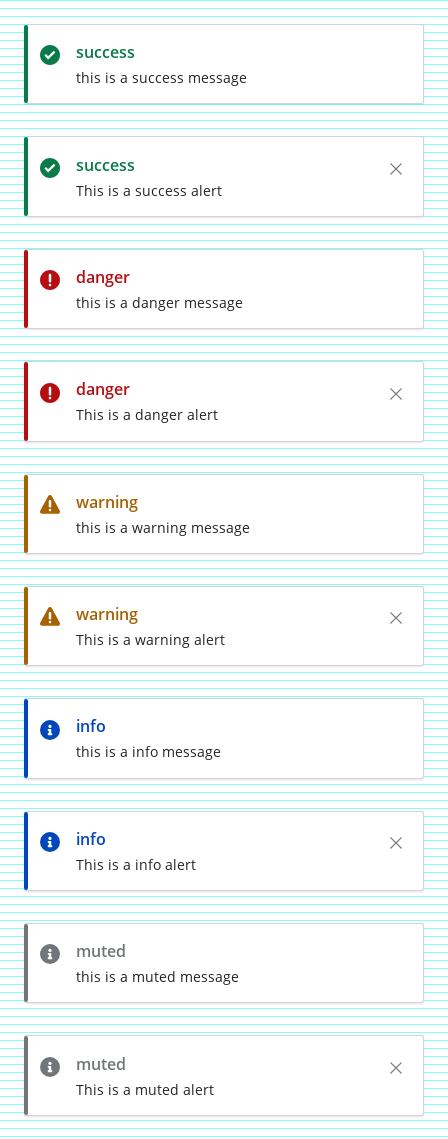 success
this is a success message
success
This is a success alert
danger
this is a danger message
danger
This is a danger alert
warning
this is a warning message
warning
This is a warning alert
info
this is a info message
info
This is a info alert
muted
this is a muted message
muted
This is a muted alert